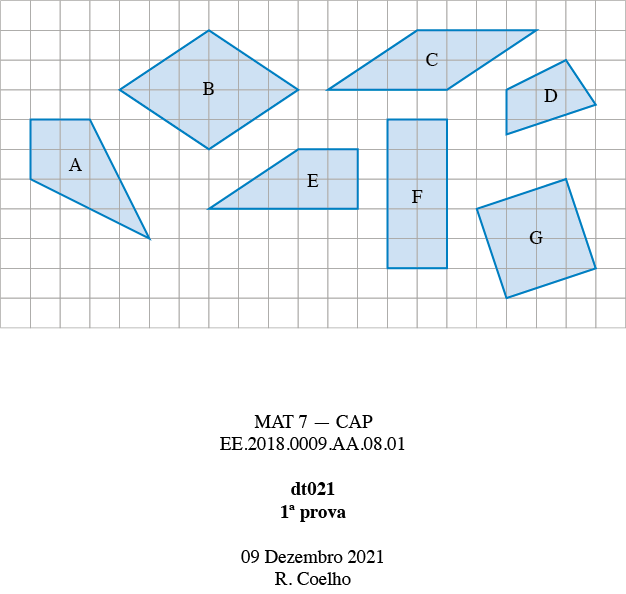 C
B
D
A
E
F
G
MAT 7 — CAP
EE.2018.0009.AA.08.01
dt021
1ª prova
09 Dezembro 2021
R. Coelho